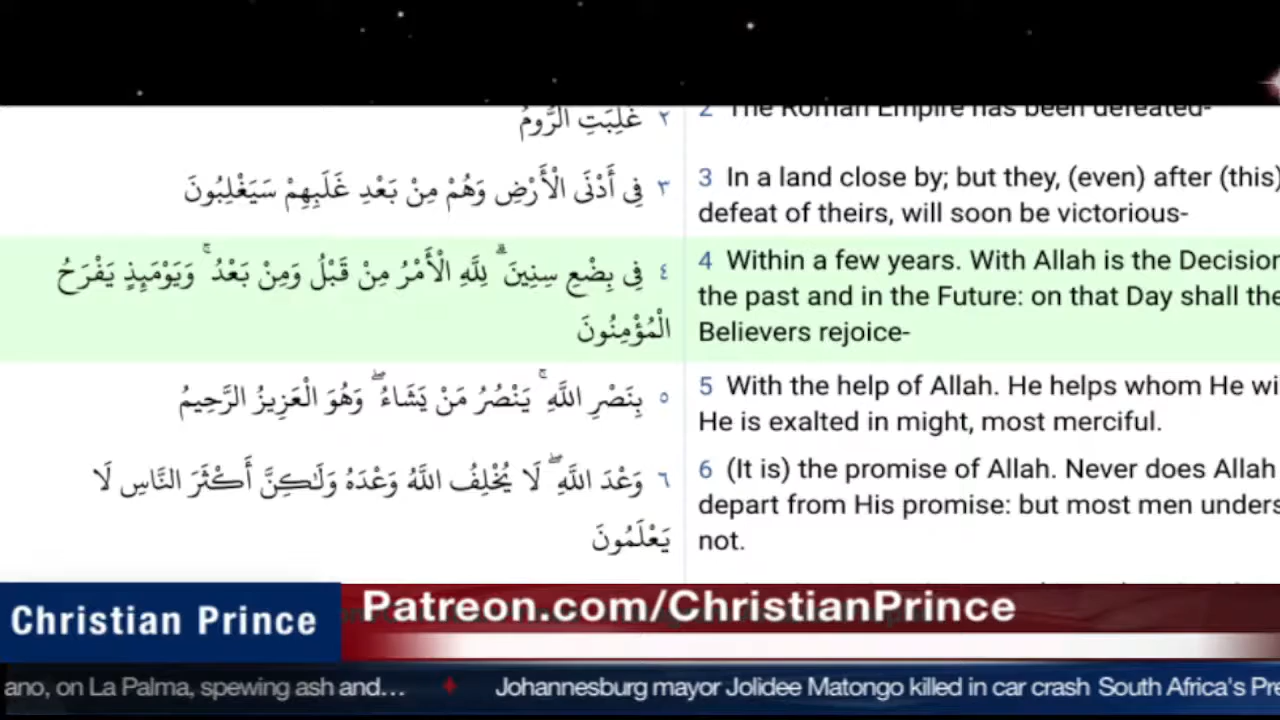 غُلِبَتِ الرُّومُ ٢
2 The Roman Empire has been defeated-
فِى أَدْنَى الْأَرْضِ وَهُمْ مِنْ بَعْدِ غَلَبِهِمْ سَيَغْلِبُونَ ٣
3 In a land close by; but they, (even) after (this)
defeat of theirs, will soon be victorious-
فِى بِضْعِ سِنِينَ ۗ لِلَّهِ الْأَمْرُ مِنْ قَبْلُ وَمِنْ بَعْدُ ۚ وَيَوْمَئِذٍ يَفْرَحُ ٤
الْمُؤْمِنُونَ
4 Within a few years. With Allah is the Decision
the past and in the Future: on that Day shall the
Believers rejoice-
بِنَصْرِ اللَّهِ ۚ يَنْصُرُ مَنْ يَشَاءُ ۖ وَهُوَ الْعَزِيزُ الرَّحِيمُ ٥
5 With the help of Allah. He helps whom He wi
He is exalted in might, most merciful.
وَعْدَ اللَّهِ ۖ لَا يُخْلِفُ اللَّهُ وَعْدَهُ وَلَٰكِنَّ أَكْثَرَ النَّاسِ لَا ٦
يَعْلَمُونَ
6 (It is) the promise of Allah. Never does Allah
depart from His promise: but most men unders
not.
Christian Prince
Patreon.com/ChristianPrince
ano, on La Palma, spewing ash and... Johannesburg mayor Jolidee Matongo killed in car crash South Africa's Pre